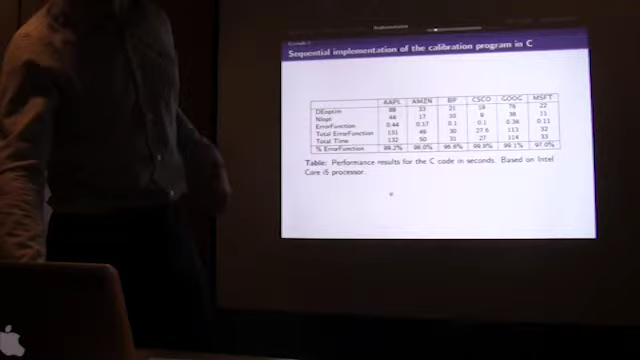 Implementation
Sequential implementation of the calibration program in C
AAPL AMZN BP CSCO GOOG MSFT
DEoptim 88 33 21 18 76 22
Nlopt 44 17 10 9 38 11
ErrorFunction 0.44 0.17 0.1 0.1 0.36 0.11
Total ErrorFunction 131 49 30 27.6 113 32
Total Time 132 50 31 27 114 33
% ErrorFunction 99.2% 98.0% 96.8% 99.9% 99.1% 97.0%
Table: Performance results for the C code in seconds. Based on Intel
Core i5 processor.